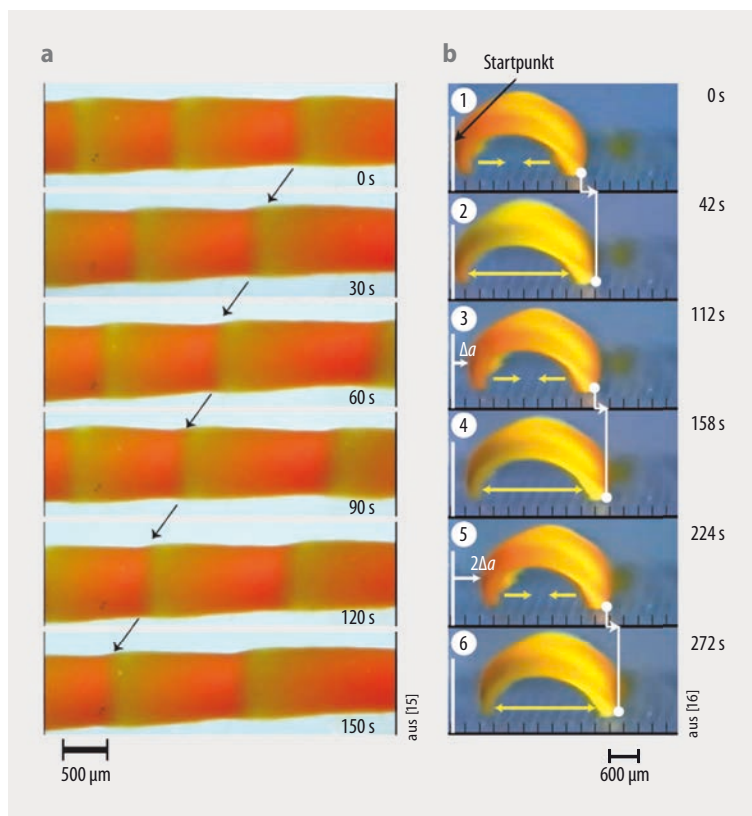 a
0 s
30 s
60 s
90 s
120 s
150 s
aus [15]
500 µm
b
Startpunkt
1
0 s
2
42 s
3
112 s
Δa
4
158 s
5
224 s
2Δa
6
272 s
aus [16]
600 µm